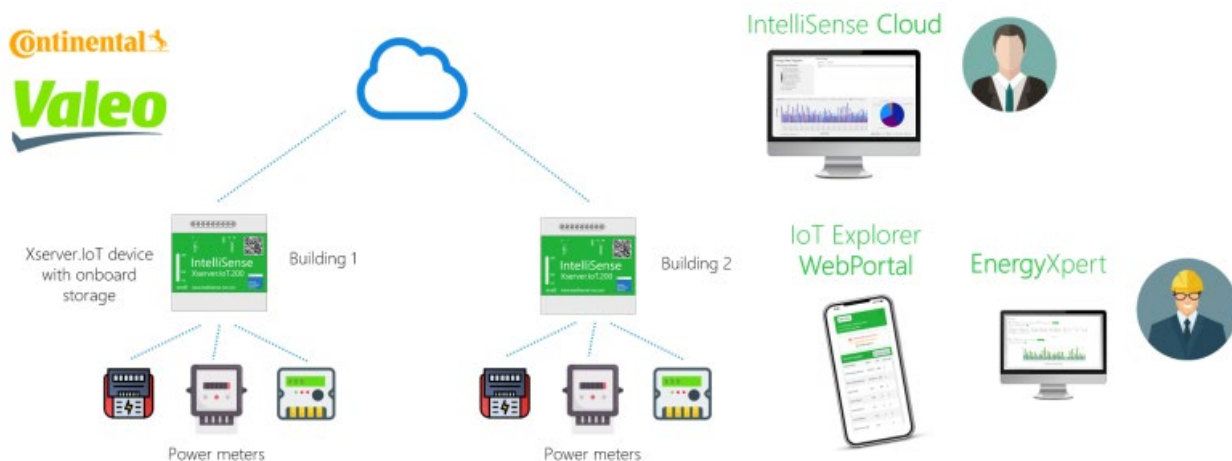 Continental
Valeo
IntelliSense Cloud
Xserver.IoT device
with onboard
storage
IntelliSense
Xserver.IoT.200
Building 1
IntelliSense
Xserver.IoT.200
Building 2
IoT Explorer
WebPortal
EnergyXpert
Power meters
Power meters